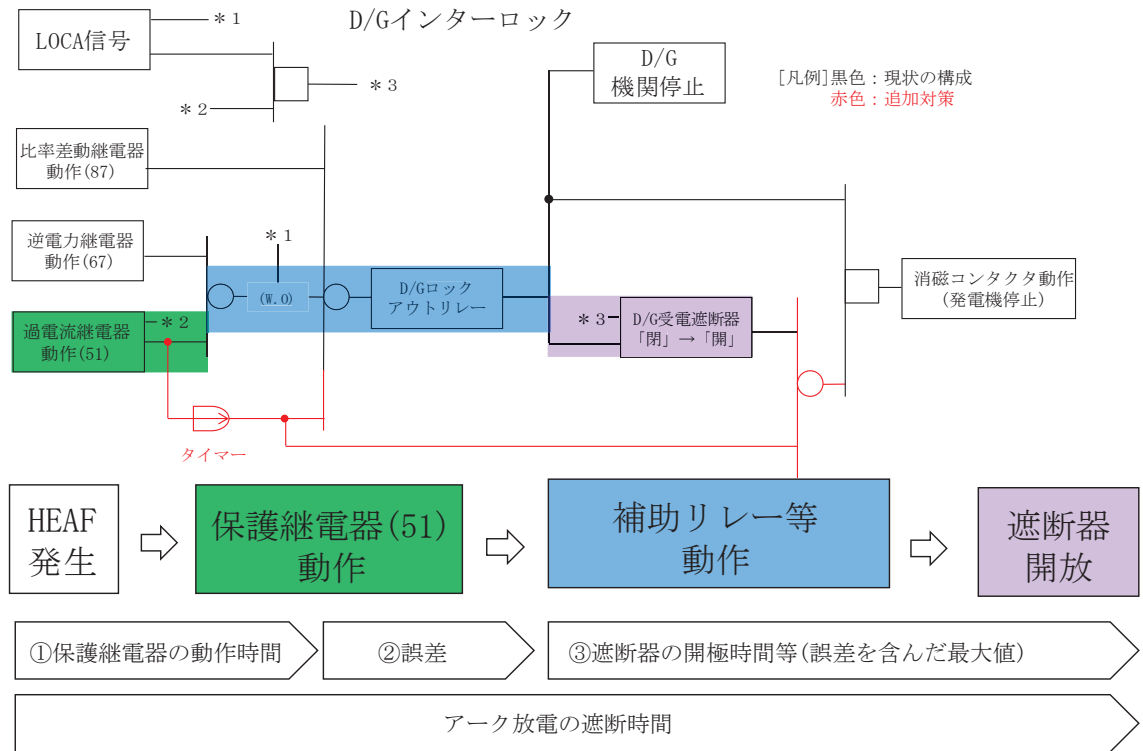 D/Gインターロック
LOCA信号
＊1
＊2
＊3
D/G
機関停止
[凡例]黒色：現状の構成
赤色：追加対策
比率差動継電器
動作(87)
逆電力継電器
動作(67)
＊1
(W.O)
D/Gロック
アウトリレー
消磁コンタクタ動作
(発電機停止)
過電流継電器
動作(51)
＊2
＊3
D/G受電遮断器
「閉」→「開」
タイマー
HEAF
発生
保護継電器(51)
動作
補助リレー等
動作
遮断器
開放
①保護継電器の動作時間
②誤差
③遮断器の開極時間等(誤差を含んだ最大値)
アーク放電の遮断時間